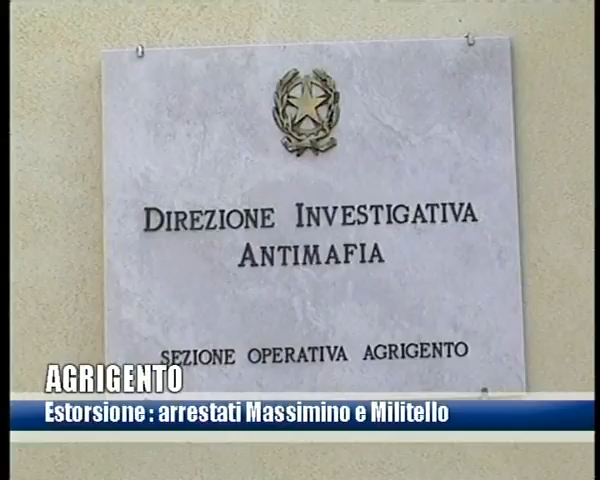 DIREZIONE INVESTIGATIVA
ANTIMAFIA
SEZIONE OPERATIVA AGRIGENTO
AGRIGENTO
Estorsione: arrestati Massimino e Militello